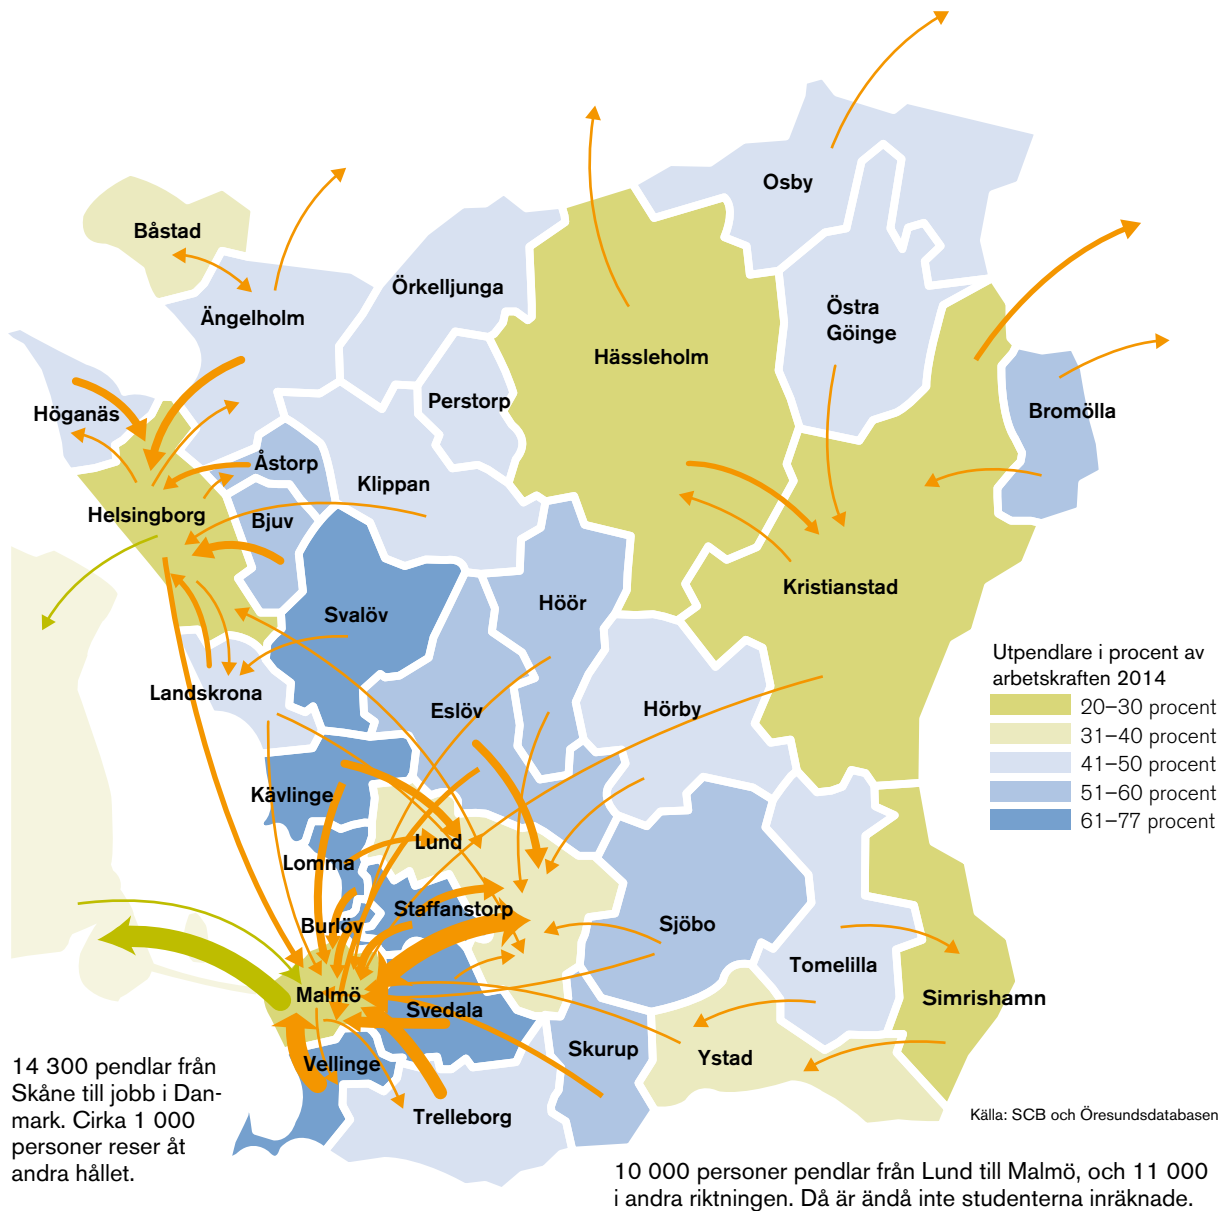 Osby
Båstad
Örkelljunga
Ängelholm
Östra
Göinge
Hässleholm
Perstorp
Höganäs
Bromölla
Åstorp
Klippan
Helsingborg
Bjuv
Kristianstad
Höör
Svalöv
Landskrona
Eslöv
Hörby
Utpendlare i procent av
arbetskraften 2014
20–30 procent
31–40 procent
41–50 procent
51–60 procent
61–77 procent
Kävlinge
Lund
Lomma
Staffanstorp
Burlöv
Sjöbo
Tomelilla
Malmö
Simrishamn
Svedala
Skurup
Ystad
Vellinge
Trelleborg
14 300 pendlar från
Skåne till jobb i Dan-
mark. Cirka 1 000
personer reser åt
andra hållet.
Källa: SCB och Öresundsdatabasen
10 000 personer pendlar från Lund till Malmö, och 11 000
i andra riktningen. Då är ändå inte studenterna inräknade.